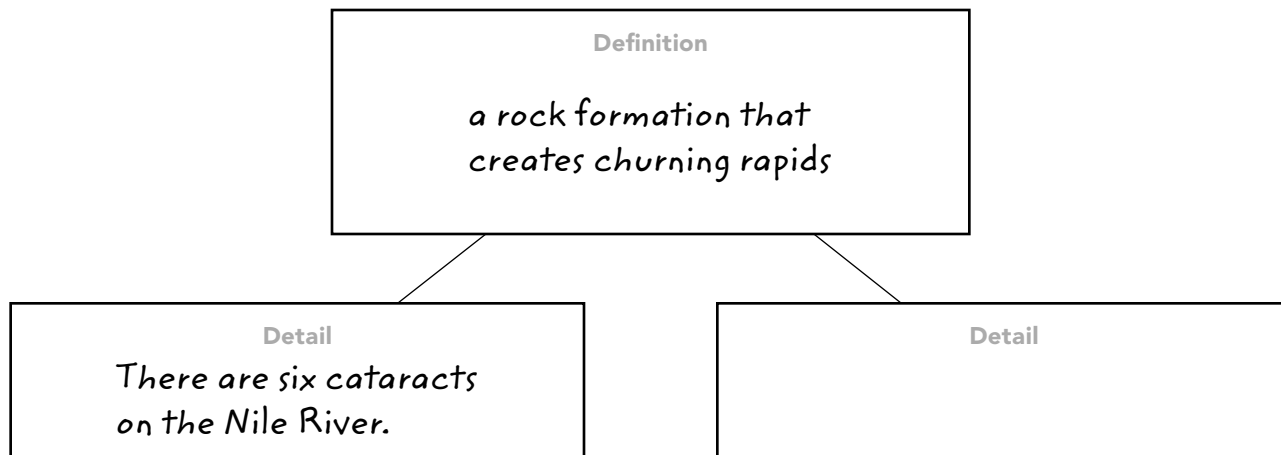 Definition
a rock formation that
creates churning rapids
Detail
There are six cataracts
on the Nile River.
Detail